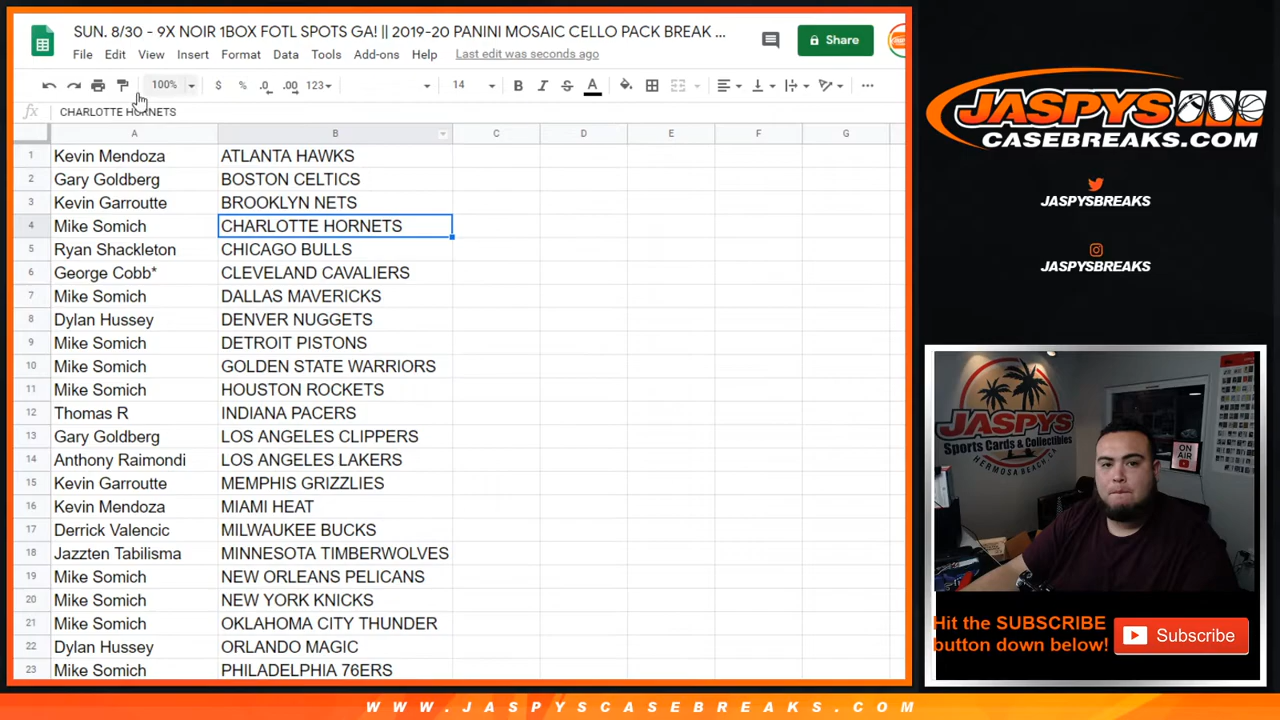 SUN. 8/30 - 9X NOIR 1BOX FOTL SPOTS GA! || 2019-20 PANINI MOSAIC CELLO PACK BREAK ...
File Edit View Insert Format Data Tools Add-ons Help Last edit was seconds ago
Share
100% $ % .0 .00 123 14 B I S A
fx CHARLOTTE HORNETS
A B C D E F G
1 Kevin Mendoza ATLANTA HAWKS
2 Gary Goldberg BOSTON CELTICS
3 Kevin Garroutte BROOKLYN NETS
4 Mike Somich CHARLOTTE HORNETS
5 Ryan Shackleton CHICAGO BULLS
6 George Cobb* CLEVELAND CAVALIERS
7 Mike Somich DALLAS MAVERICKS
8 Dylan Hussey DENVER NUGGETS
9 Mike Somich DETROIT PISTONS
10 Mike Somich GOLDEN STATE WARRIORS
11 Mike Somich HOUSTON ROCKETS
12 Thomas R INDIANA PACERS
13 Gary Goldberg LOS ANGELES CLIPPERS
14 Anthony Raimondi LOS ANGELES LAKERS
15 Kevin Garroutte MEMPHIS GRIZZLIES
16 Kevin Mendoza MIAMI HEAT
17 Derrick Valencic MILWAUKEE BUCKS
18 Jazzten Tabilisma MINNESOTA TIMBERWOLVES
19 Mike Somich NEW ORLEANS PELICANS
20 Mike Somich NEW YORK KNICKS
21 Mike Somich OKLAHOMA CITY THUNDER
22 Dylan Hussey ORLANDO MAGIC
23 Mike Somich PHILADELPHIA 76ERS
JASPYS
CASEBREAKS.COM
JASPYSBREAKS
JASPYSBREAKS
JASPYS
Sports Cards & Collectibles
HERMOSA BEACH, CA
ON AIR
Hit the SUBSCRIBE
button down below!
Subscribe
WWW.JASPYSCASEBREAKS.COM